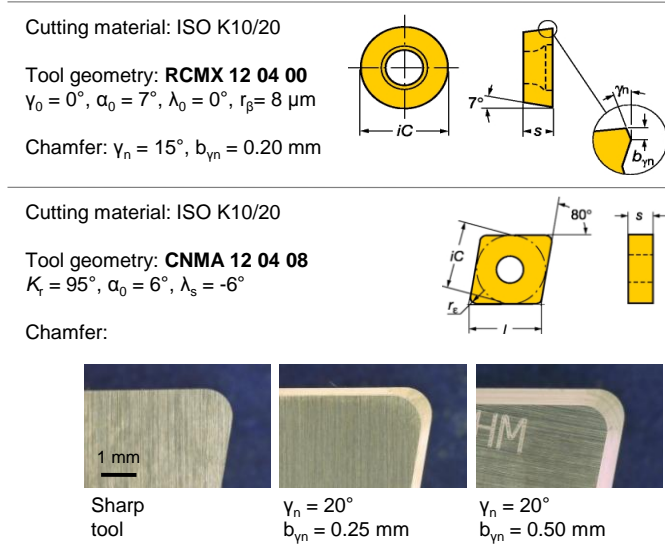 Cutting material: ISO K10/20
Tool geometry: RCMX 12 04 00
γ₀ = 0°, α₀ = 7°, λ₀ = 0°, rᵦ= 8 µm
Chamfer: γn = 15°, bγn = 0.20 mm
7°
iC
s
γn
bγn
Cutting material: ISO K10/20
Tool geometry: CNMA 12 04 08
Kr = 95°, α₀ = 6°, λs = -6°
Chamfer:
80°
s
iC
rε
l
1 mm
HM
Sharp
tool
γn = 20°
bγn = 0.25 mm
γn = 20°
bγn = 0.50 mm